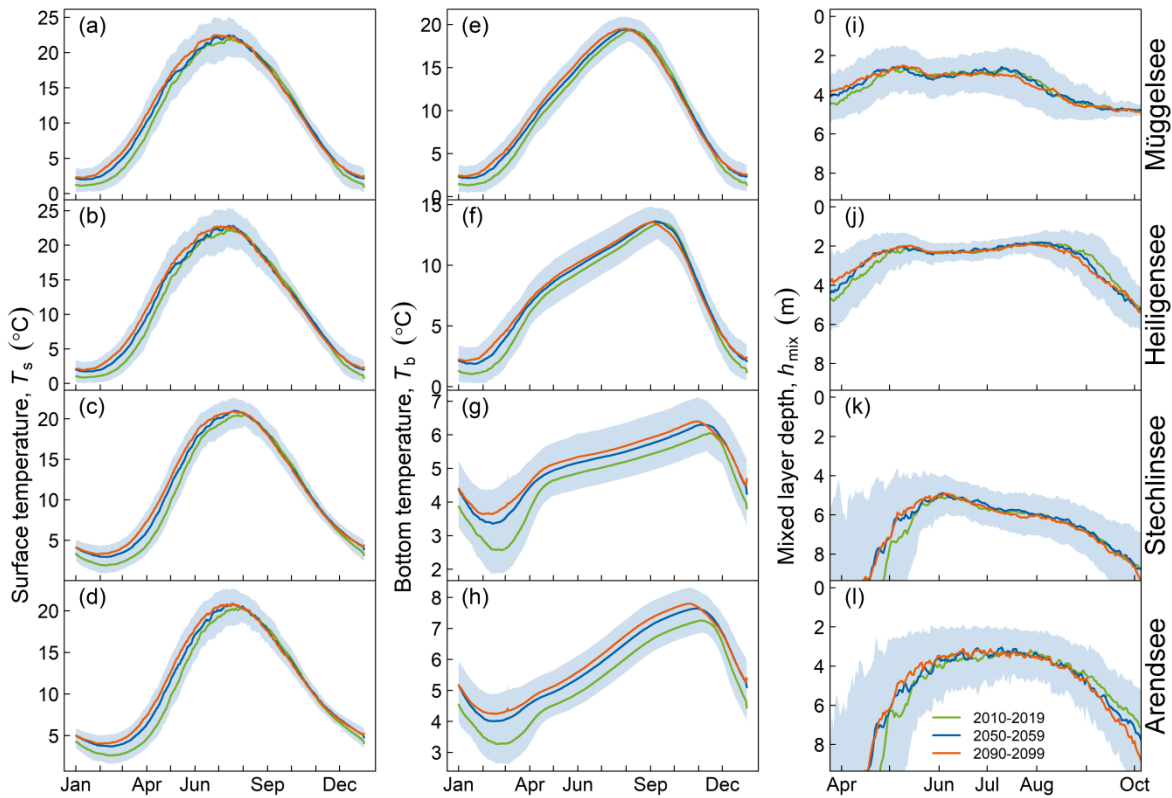 (a)
25
20
15
10
5
0
(e)
20
15
10
5
0
(i)
0
2
4
6
8
Müggelsee
(b)
25
20
15
10
5
0
(f)
15
10
5
0
(j)
0
2
4
6
8
Heiligensee
Surface temperature, Ts (°C)
Bottom temperature, Tb (°C)
Mixed layer depth, hmix (m)
(c)
20
15
10
5
(g)
7
6
5
4
3
2
(k)
0
2
4
6
8
Stechlinsee
(d)
20
15
10
5
(h)
8
7
6
5
4
3
(l)
0
2
4
6
8
Arendsee
2010-2019
2050-2059
2090-2099
Jan Apr Jun Sep Dec
Jan Apr Jun Sep Dec
Apr Jun Jul Aug Oct